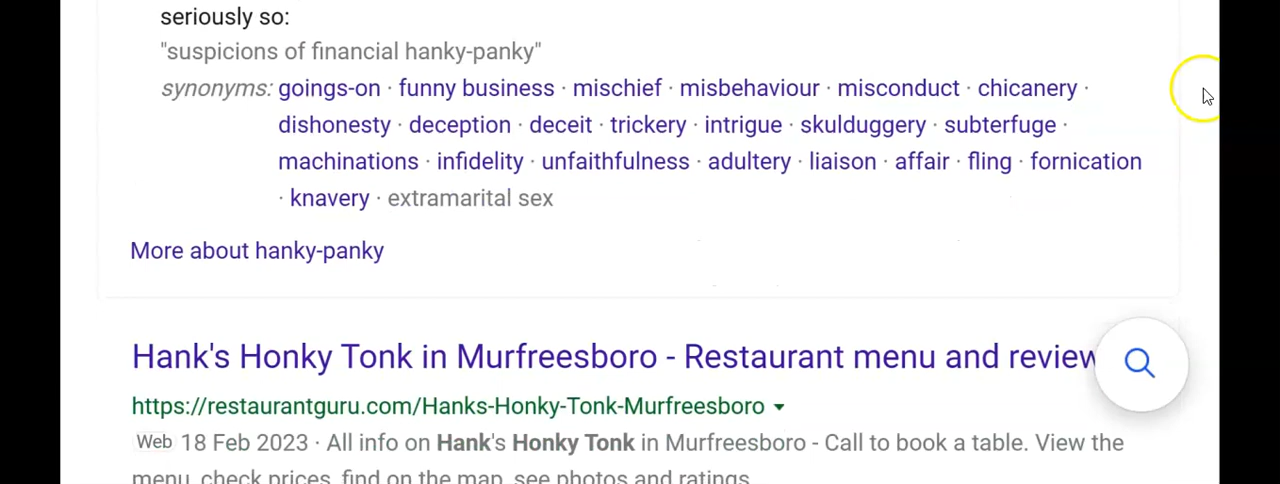 seriously so:
"suspicions of financial hanky-panky"
synonyms: goings-on · funny business · mischief · misbehaviour · misconduct · chicanery ·
dishonesty · deception · deceit · trickery · intrigue · skulduggery · subterfuge ·
machinations · infidelity · unfaithfulness · adultery · liaison · affair · fling · fornication
· knavery · extramarital sex
More about hanky-panky
Hank's Honky Tonk in Murfreesboro - Restaurant menu and review
https://restaurantguru.com/Hanks-Honky-Tonk-Murfreesboro
Web 18 Feb 2023 · All info on Hank's Honky Tonk in Murfreesboro - Call to book a table. View the
menu, check prices, find on the map, see photos and ratings.